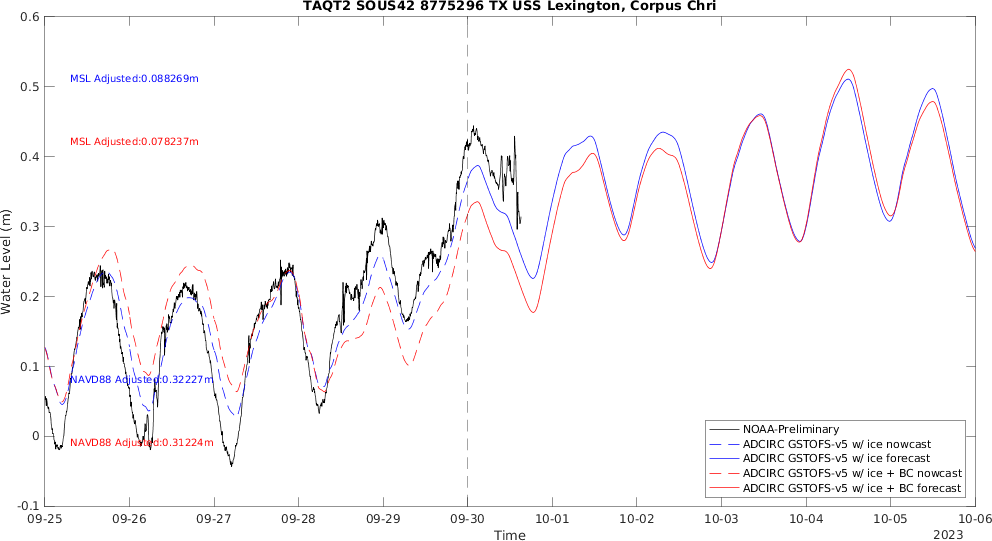 TAQT2 SOUS42 8775296 TX USS Lexington, Corpus Chri
0.6
0.5
0.4
0.3
0.2
0.1
0
-0.1
Water Level (m)
MSL Adjusted:0.088269m
MSL Adjusted:0.078237m
NAVD88 Adjusted:0.32227m
NAVD88 Adjusted:0.31224m
NOAA-Preliminary
ADCIRC GSTOFS-v5 w/ ice nowcast
ADCIRC GSTOFS-v5 w/ ice forecast
ADCIRC GSTOFS-v5 w/ ice + BC nowcast
ADCIRC GSTOFS-v5 w/ ice + BC forecast
09-25 09-26 09-27 09-28 09-29 09-30 10-01 10-02 10-03 10-04 10-05 10-06
Time
2023